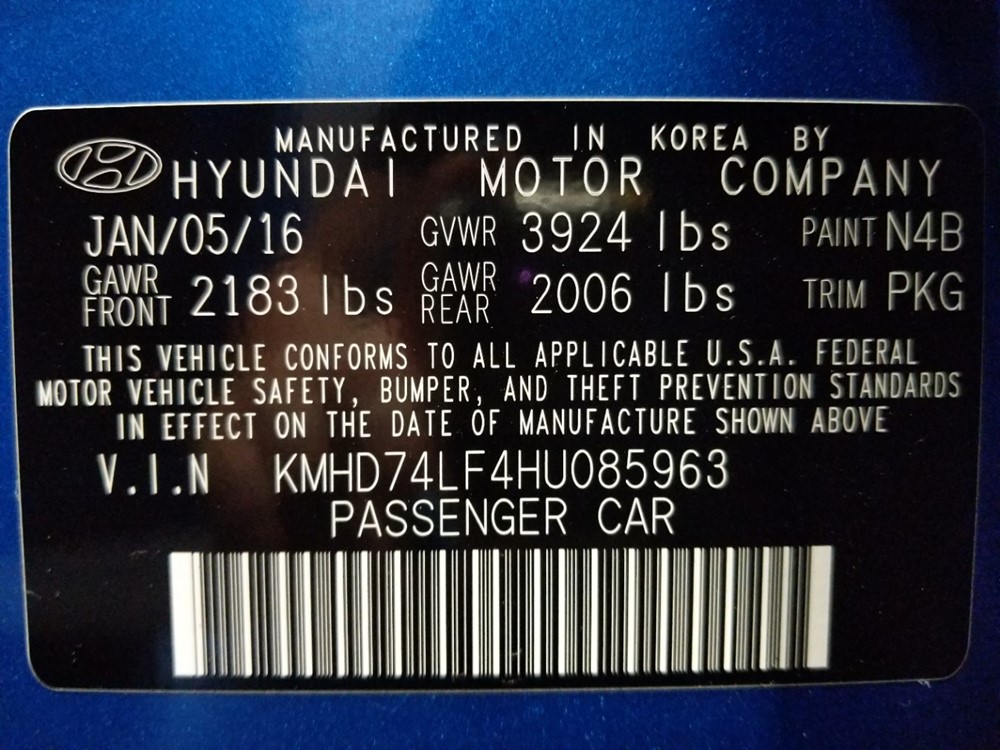 MANUFACTURED IN KOREA BY
HYUNDAI MOTOR COMPANY
JAN/05/16 GVWR 3924 lbs PAINT N4B
GAWR FRONT 2183 lbs GAWR REAR 2006 lbs TRIM PKG
THIS VEHICLE CONFORMS TO ALL APPLICABLE U.S.A. FEDERAL
MOTOR VEHICLE SAFETY, BUMPER, AND THEFT PREVENTION STANDARDS
IN EFFECT ON THE DATE OF MANUFACTURE SHOWN ABOVE
V.I.N KMHD74LF4HU085963
PASSENGER CAR